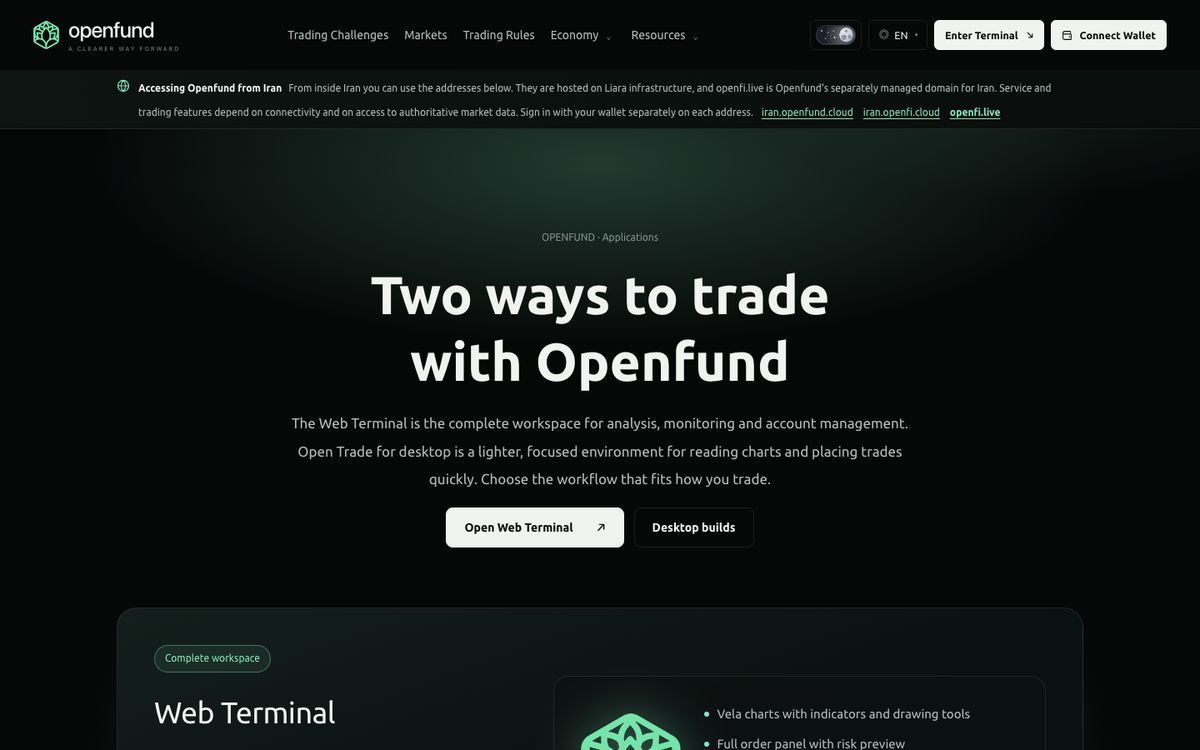 openfund
A CLEARER WAY FORWARD
Trading Challenges
Markets
Trading Rules
Economy
Resources
EN
Enter Terminal
Connect Wallet
Accessing Openfund from Iran From inside Iran you can use the addresses below. They are hosted on Liara infrastructure, and openfi.live is Openfund's separately managed domain for Iran. Service and
trading features depend on connectivity and on access to authoritative market data. Sign in with your wallet separately on each address. iran.openfund.cloud iran.openfi.cloud openfi.live
OPENFUND · Applications
Two ways to trade
with Openfund
The Web Terminal is the complete workspace for analysis, monitoring and account management.
Open Trade for desktop is a lighter, focused environment for reading charts and placing trades
quickly. Choose the workflow that fits how you trade.
Open Web Terminal
Desktop builds
Complete workspace
Web Terminal
Vela charts with indicators and drawing tools
Full order panel with risk preview